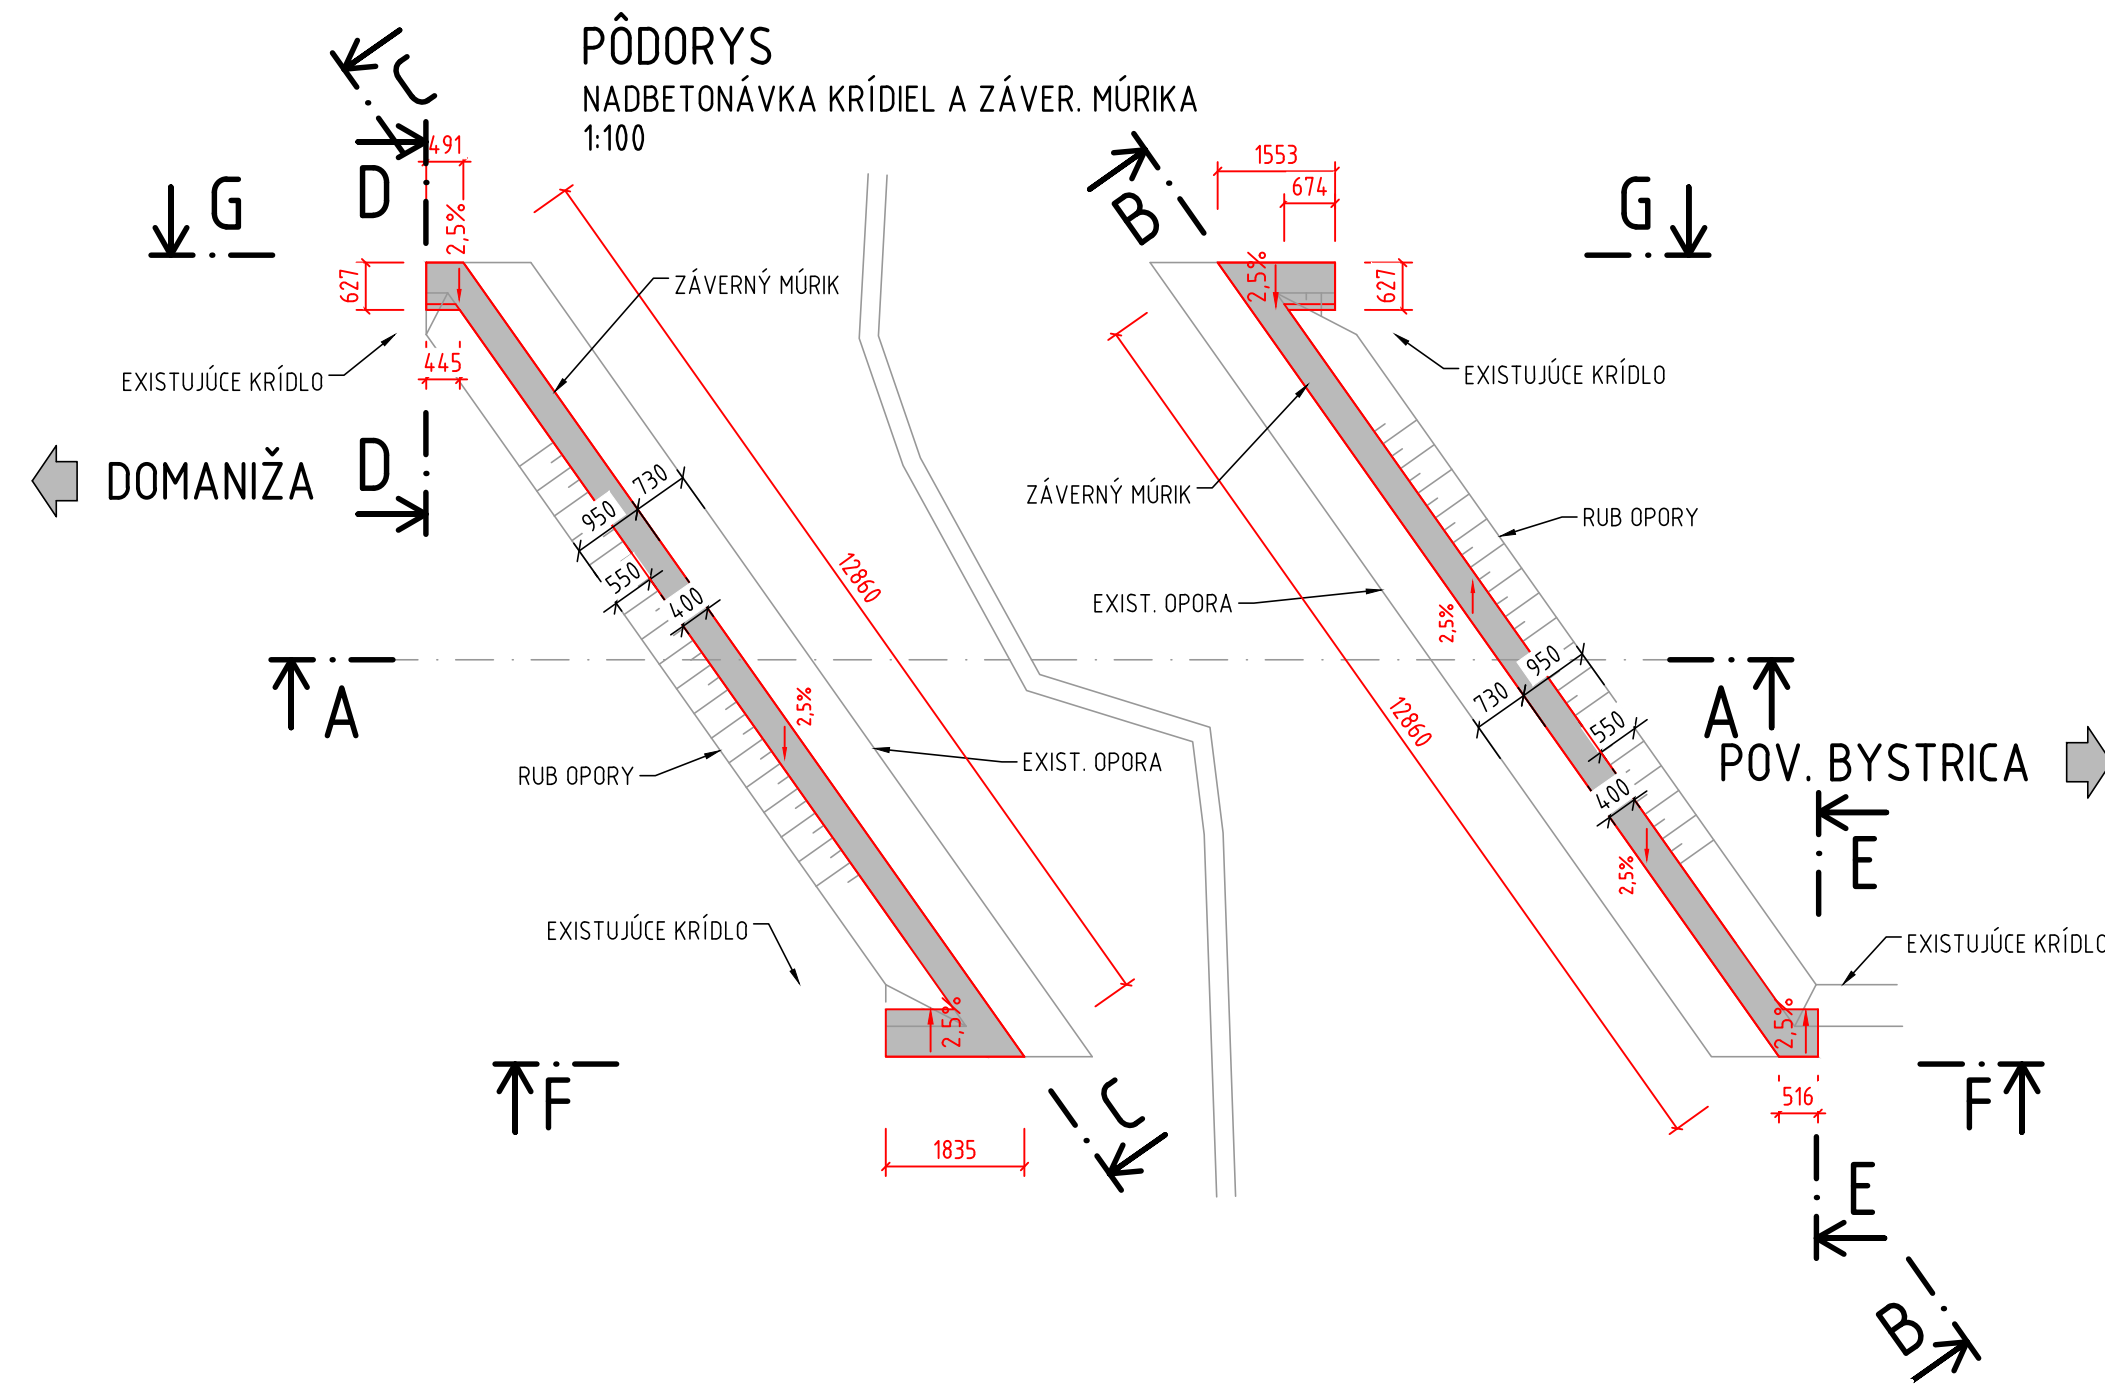 PÔDORYS
NADBETONÁVKA KRÍDIEL A ZÁVER. MÚRIKA
1:100
C
491
D
G
2,5%
627
445
ZÁVERNÝ MÚRIK
EXISTUJÚCE KRÍDLO
DOMANIŽA
D
B
1553
674
2,5%
627
G
EXISTUJÚCE KRÍDLO
ZÁVERNÝ MÚRIK
RUB OPORY
730
950
550
400
12860
EXIST. OPORA
2,5%
950
730
550
400
12860
A
2,5%
A
RUB OPORY
EXIST. OPORA
POV. BYSTRICA
2,5%
E
EXISTUJÚCE KRÍDLO
EXISTUJÚCE KRÍDLO
2,5%
2,5%
F
C
516
F
1835
E
B